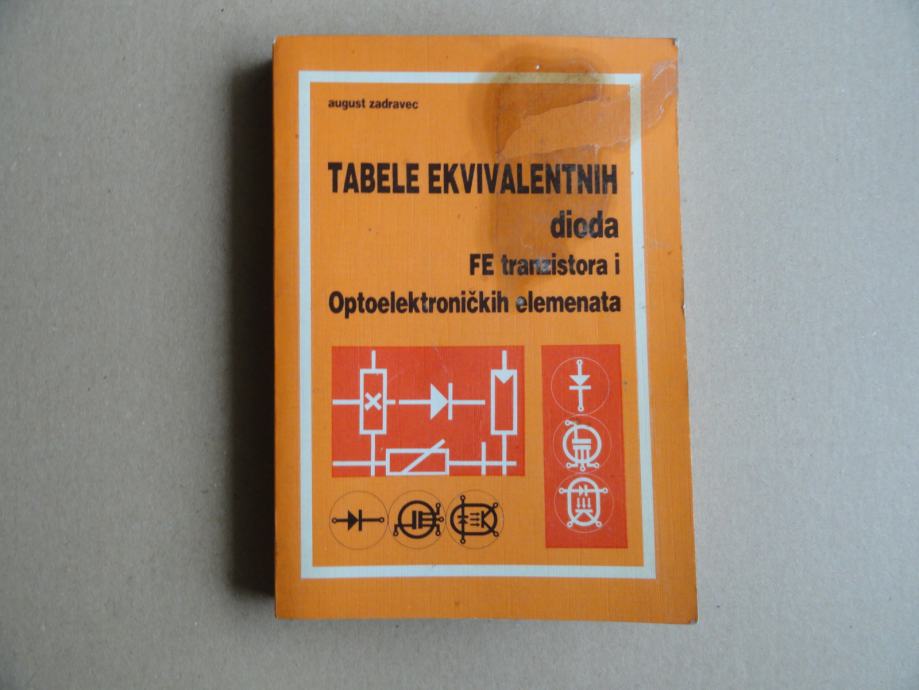 august zadravec
TABELE EKVIVALENTNIH
dioda
FE tranzistora i
Optoelektroničkih elemenata